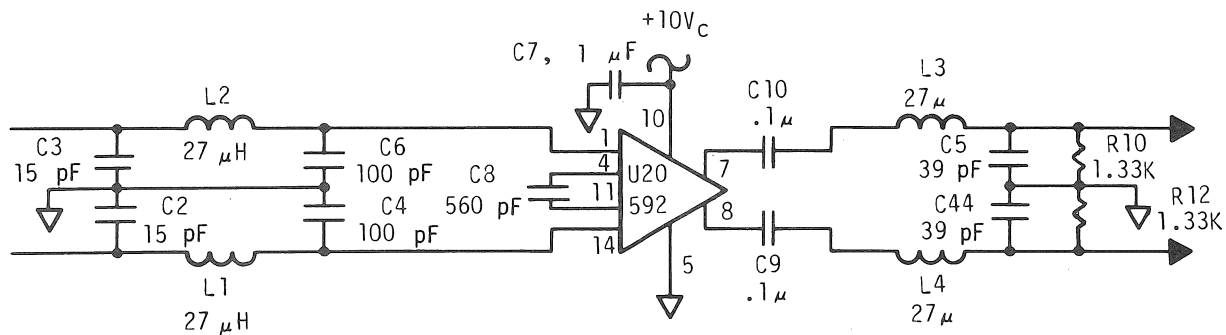 +10Vc
C7, 1 µF
L2
27 µH
C3
15 pF
C6
100 pF
C2
15 pF
C4
100 pF
L1
27 µH
C8
560 pF
1
4
11
14
10
U20
592
7
8
5
C10
.1µ
C9
.1µ
L3
27µ
C5
39 pF
R10
1.33K
C44
39 pF
R12
1.33K
L4
27µ